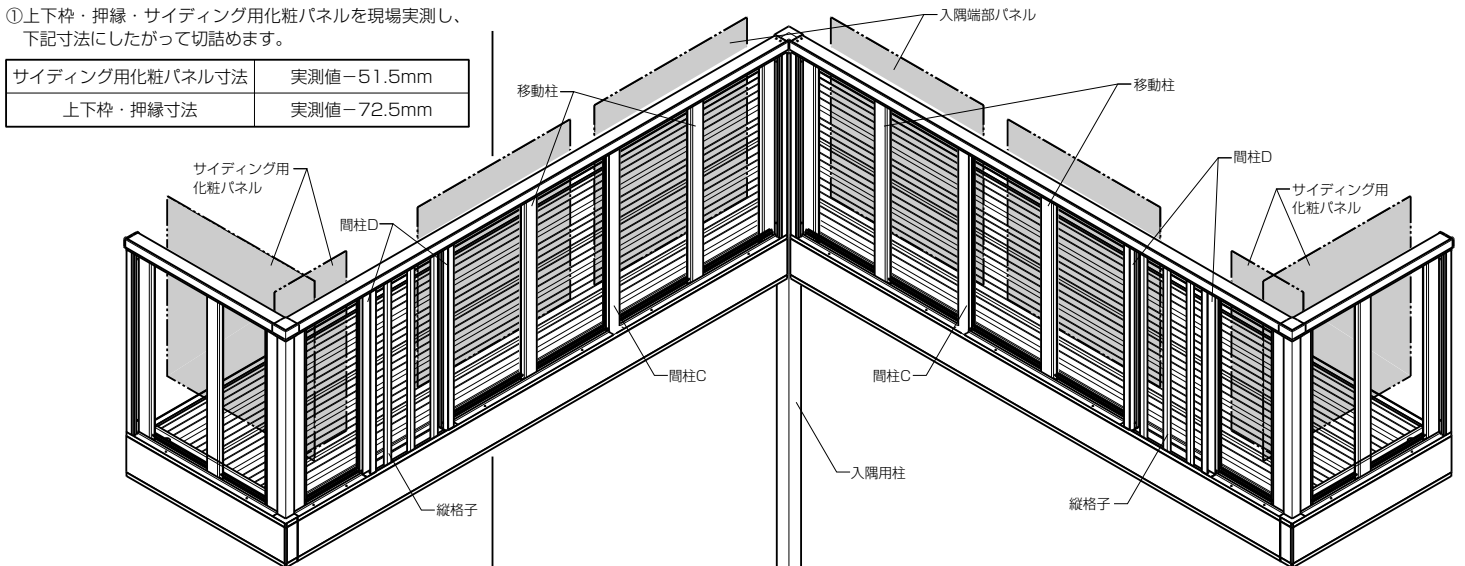 ①上下枠・押縁・サイディング用化粧パネルを現場実測し、
下記寸法にしたがって切詰めます。
サイディング用化粧パネル寸法 実測値−51.5mm
上下枠・押縁寸法 実測値−72.5mm
入隅端部パネル
移動柱
移動柱
サイディング用
化粧パネル
間柱D
間柱D
サイディング用
化粧パネル
間柱C
間柱C
入隅用柱
縦格子
縦格子